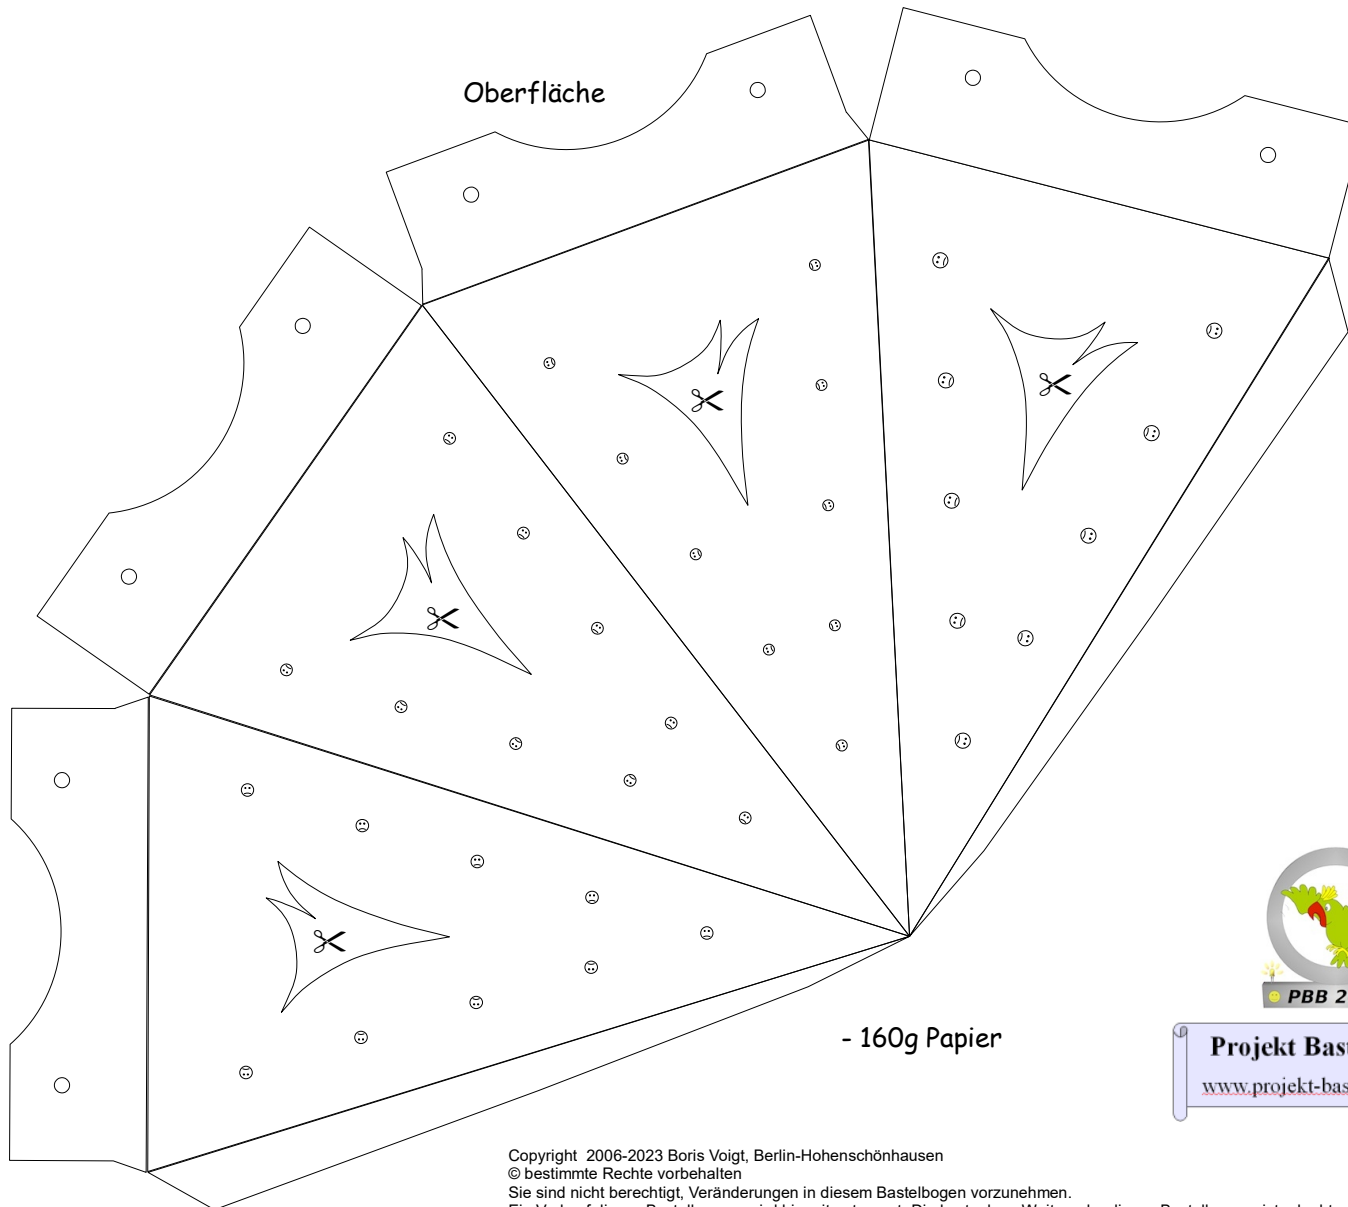 Oberfläche
- 160g Papier
PBB 2
Projekt Bas
www.projekt-bas
Copyright 2006-2023 Boris Voigt, Berlin-Hohenschönhausen
© bestimmte Rechte vorbehalten
Sie sind nicht berechtigt, Veränderungen in diesem Bastelbogen vorzunehmen.